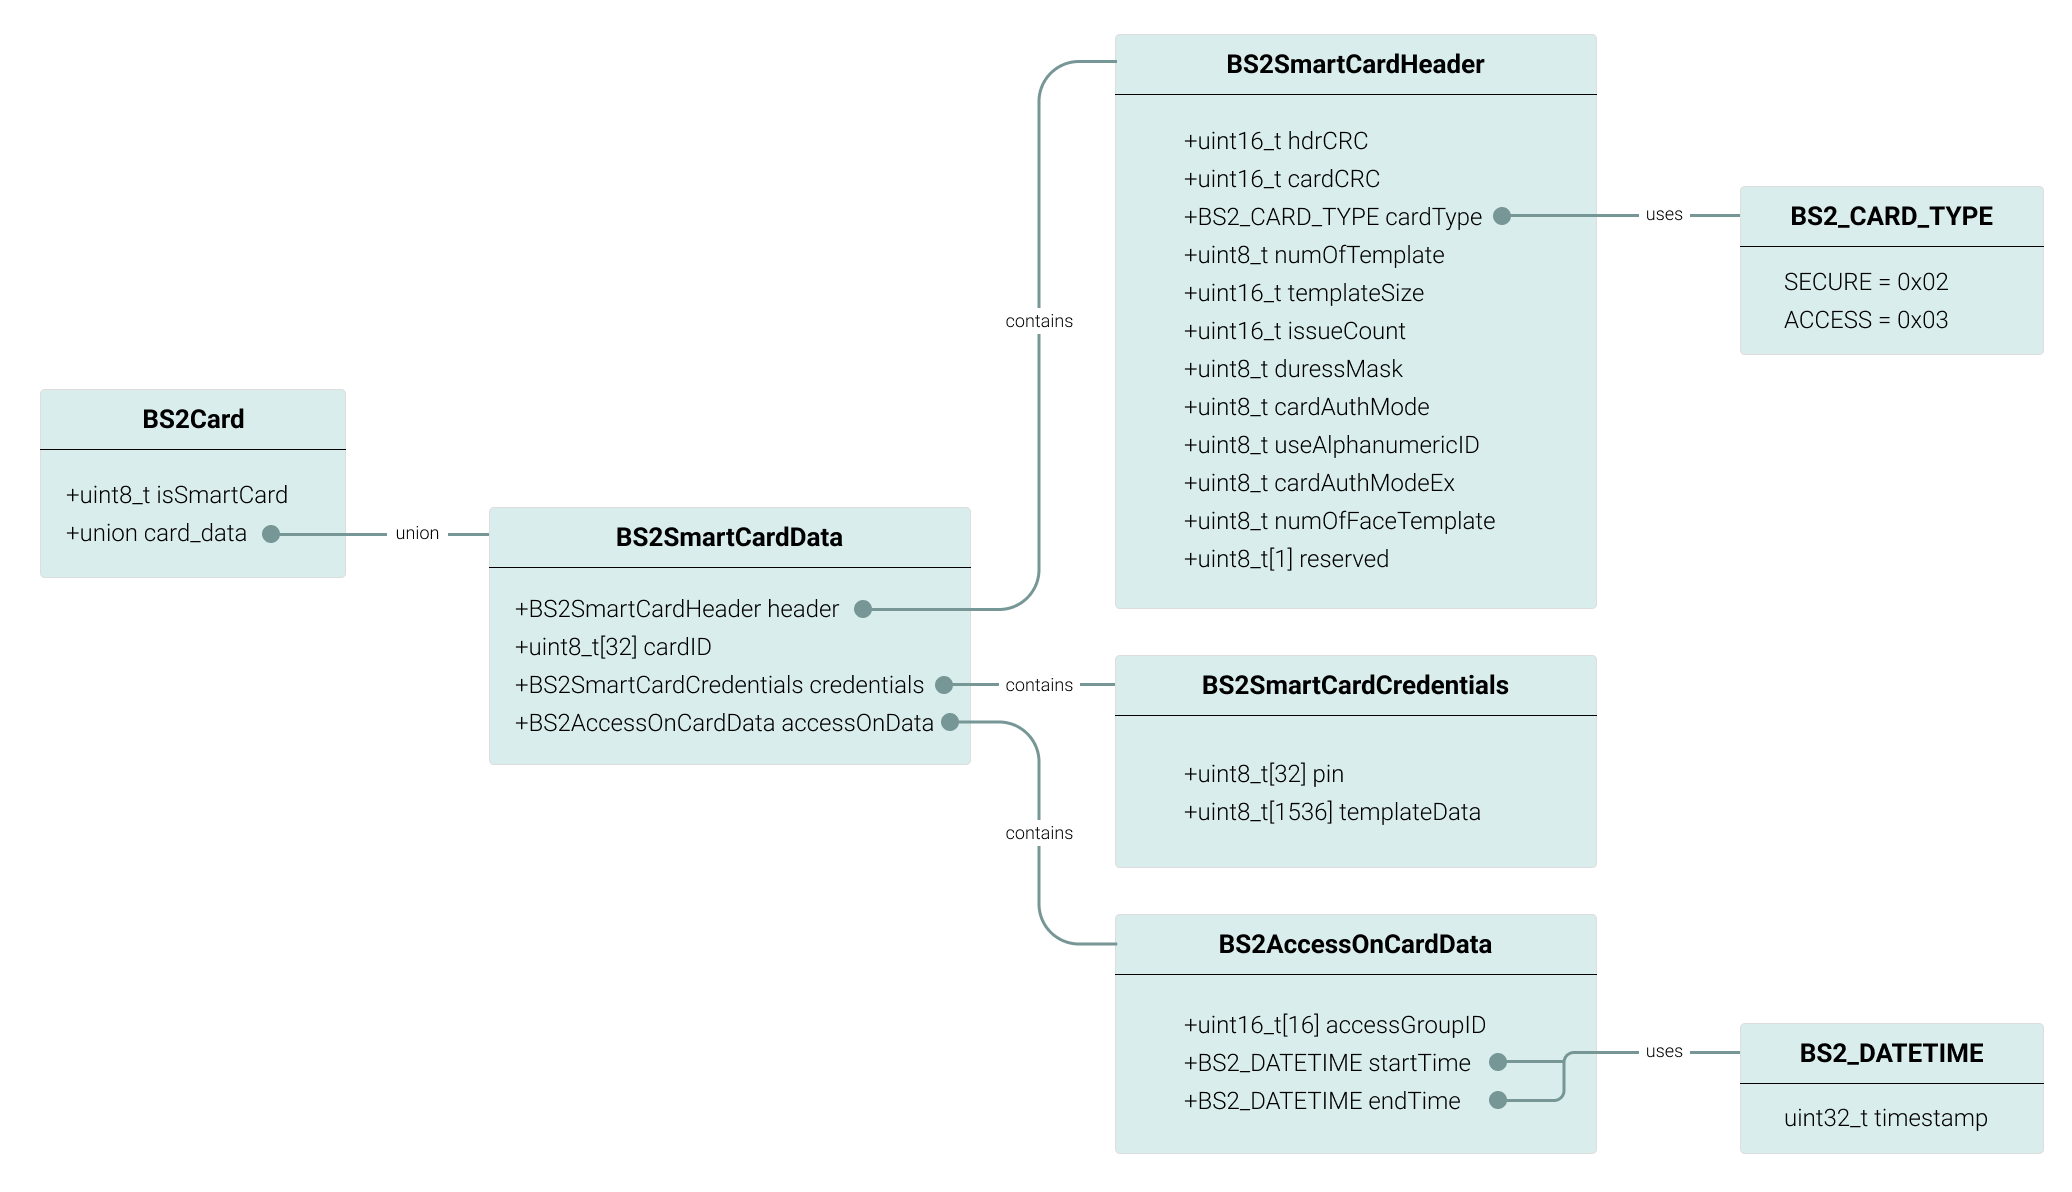 BS2Card
+uint8_t isSmartCard
+union card_data
union
BS2SmartCardData
+BS2SmartCardHeader header
+uint8_t[32] cardID
+BS2SmartCardCredentials credentials
+BS2AccessOnCardData accessOnData
contains
BS2SmartCardHeader
+uint16_t hdrCRC
+uint16_t cardCRC
+BS2_CARD_TYPE cardType
+uint8_t numOfTemplate
+uint16_t templateSize
+uint16_t issueCount
+uint8_t duressMask
+uint8_t cardAuthMode
+uint8_t useAlphanumericID
+uint8_t cardAuthModeEx
+uint8_t numOfFaceTemplate
+uint8_t[1] reserved
uses
BS2_CARD_TYPE
SECURE = 0x02
ACCESS = 0x03
contains
BS2SmartCardCredentials
+uint8_t[32] pin
+uint8_t[1536] templateData
contains
BS2AccessOnCardData
+uint16_t[16] accessGroupID
+BS2_DATETIME startTime
+BS2_DATETIME endTime
uses
BS2_DATETIME
uint32_t timestamp